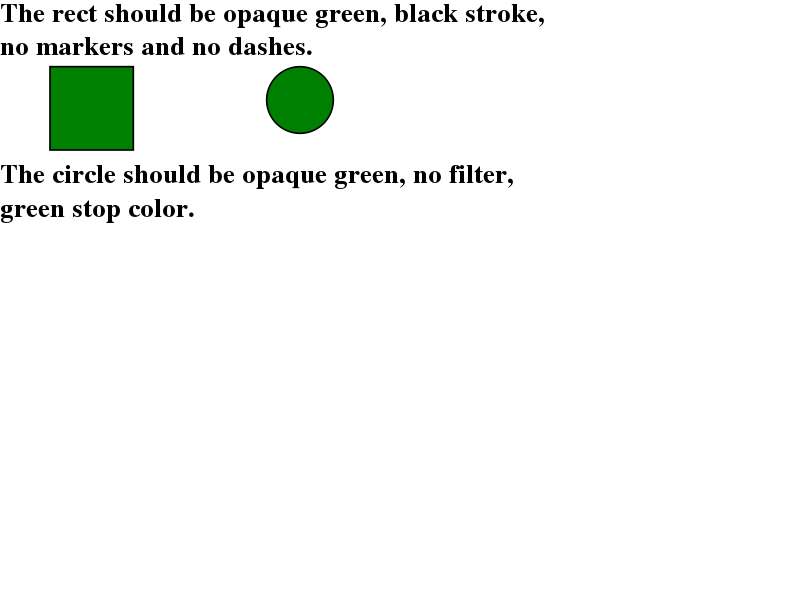 The rect should be opaque green, black stroke,
no markers and no dashes.
The circle should be opaque green, no filter,
green stop color.